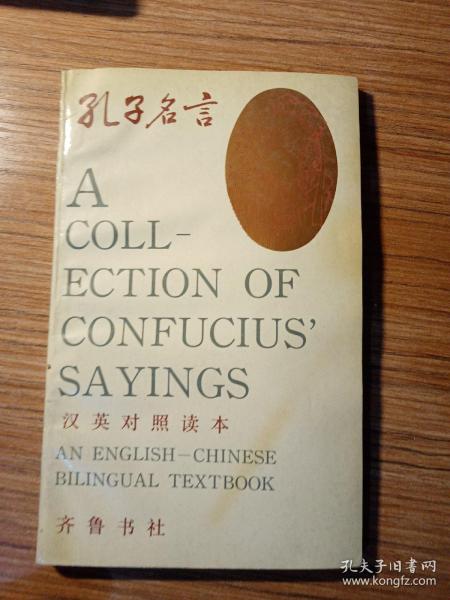 孔子名言
A
COLL-
ECTION OF
CONFUCIUS'
SAYINGS
汉英对照读本
AN ENGLISH-CHINESE
BILINGUAL TEXTBOOK
齐鲁书社
孔夫子旧书网
www.kongfz.com